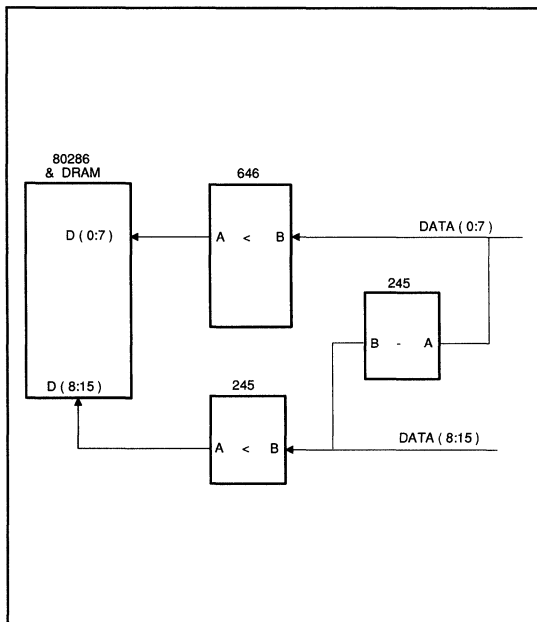 80286
& DRAM
646
D ( 0:7 )
A < B
DATA ( 0:7 )
245
B - A
D ( 8:15 )
245
A < B
DATA ( 8:15 )